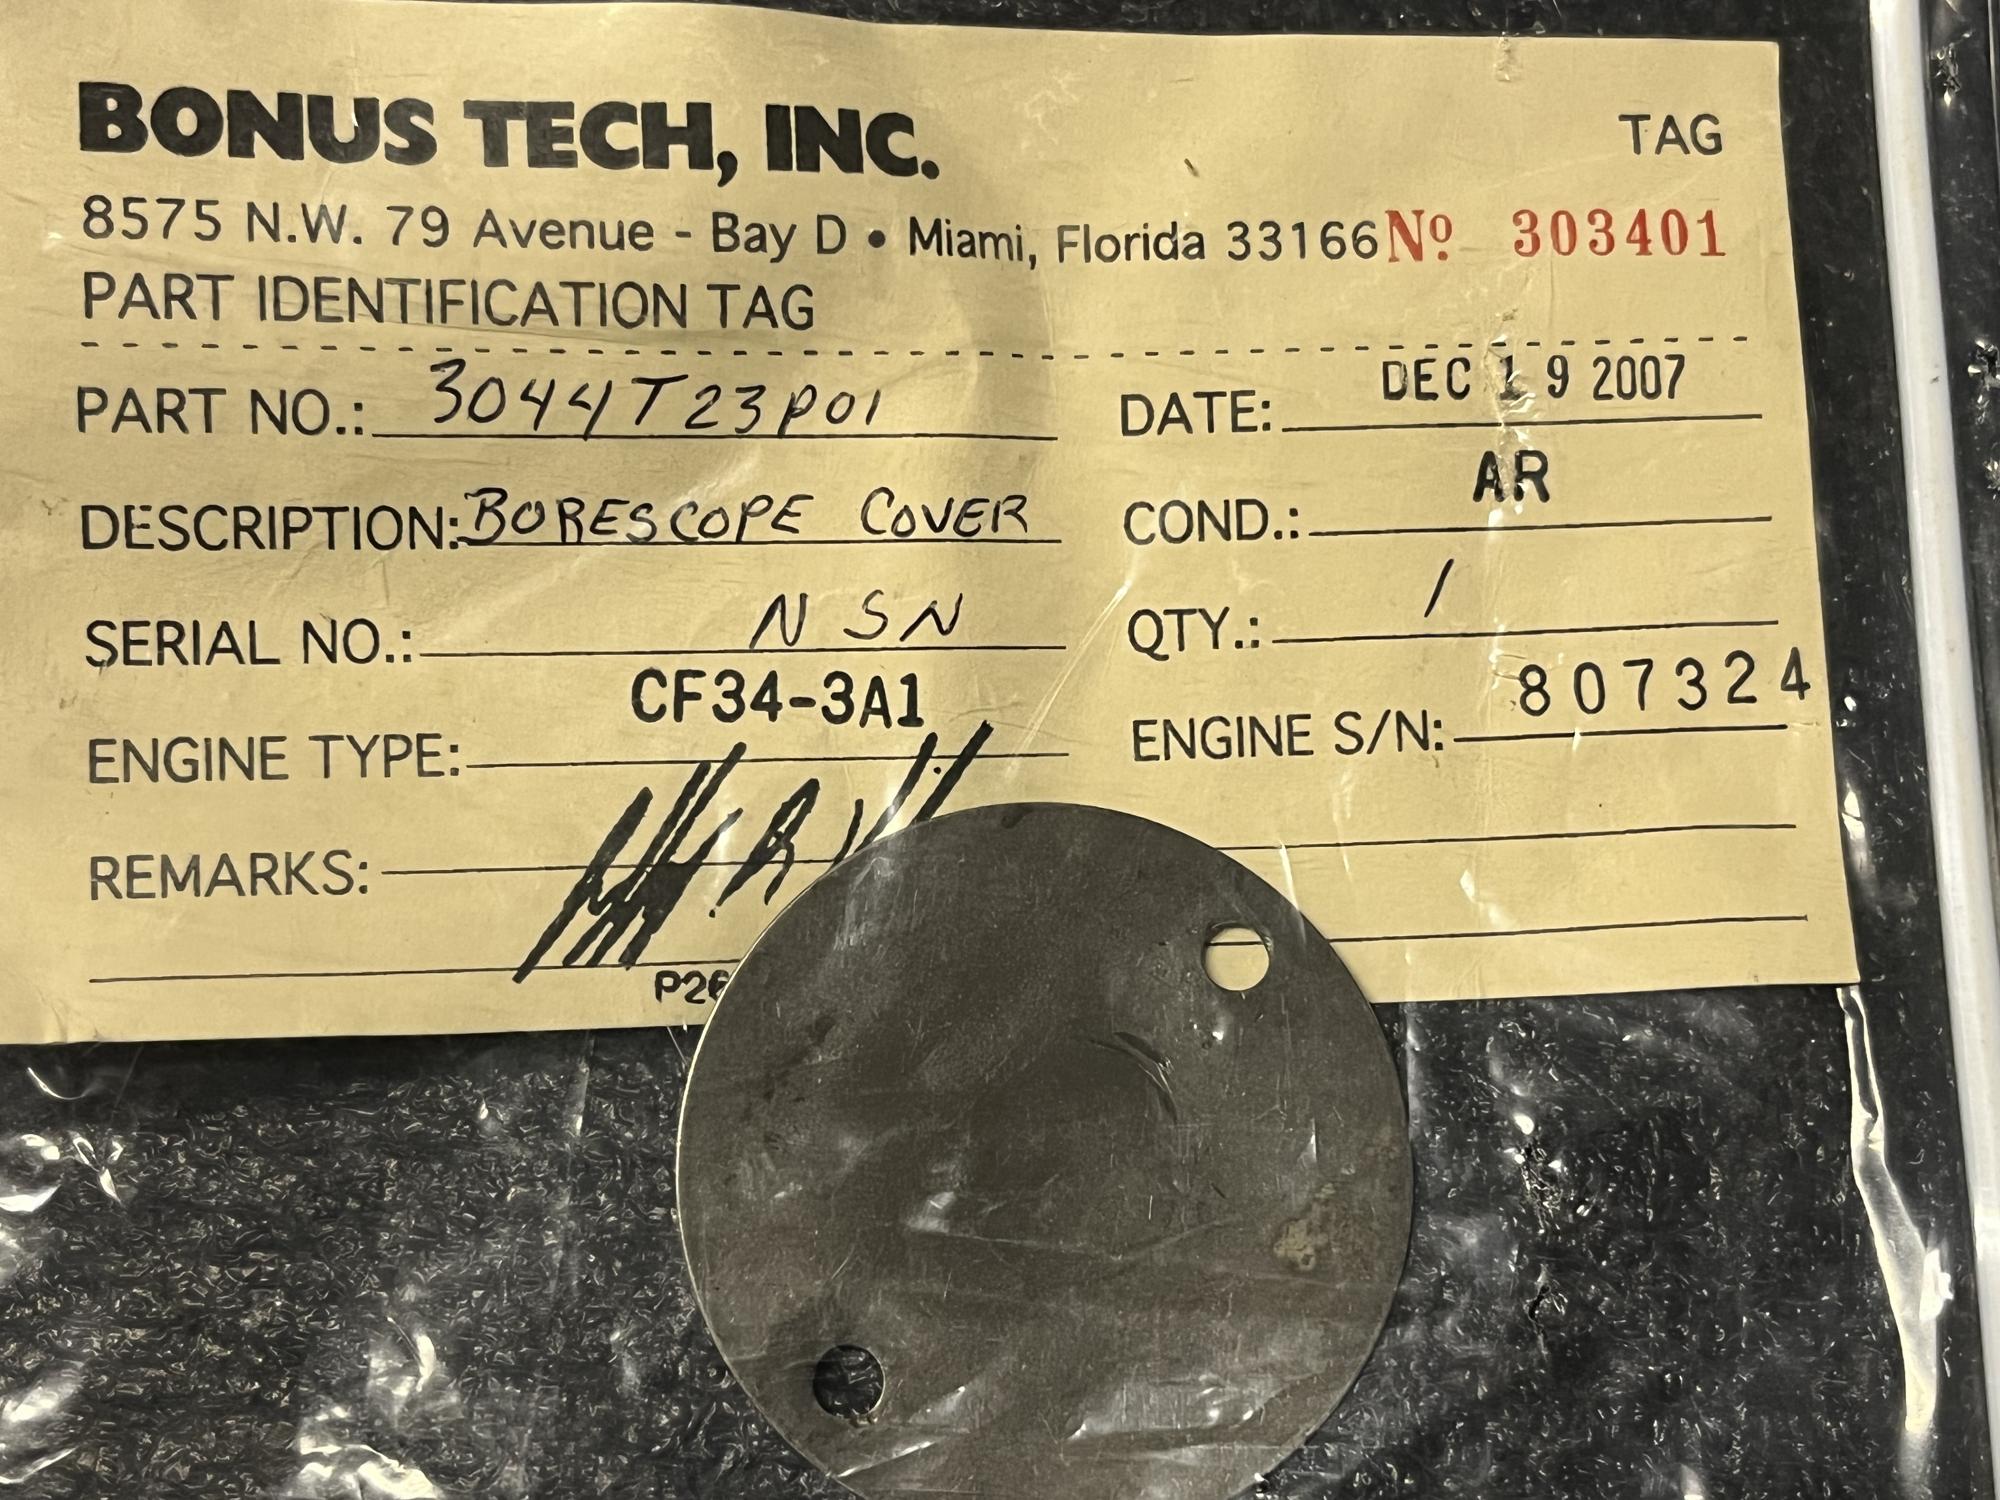 BONUS TECH, INC.
TAG
8575 N.W. 79 Avenue - Bay D • Miami, Florida 33166 Nº 303401
PART IDENTIFICATION TAG
PART NO.: 3044T23P01 DATE: DEC 19 2007
DESCRIPTION: BORESCOPE COVER COND.: AR
SERIAL NO.: N S N QTY.: 1
ENGINE TYPE: CF34-3A1 ENGINE S/N: 807324
REMARKS: